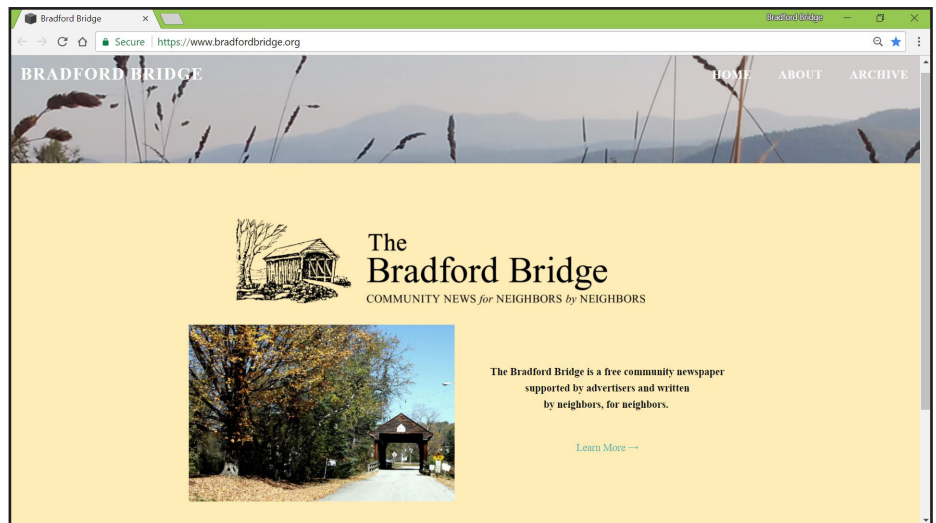 Bradford Bridge
Bradford Bridge
Secure | https://www.bradfordbridge.org
BRADFORD BRIDGE
HOME ABOUT ARCHIVE
The
Bradford Bridge
COMMUNITY NEWS for NEIGHBORS by NEIGHBORS
The Bradford Bridge is a free community newspaper
supported by advertisers and written
by neighbors, for neighbors.
Learn More →